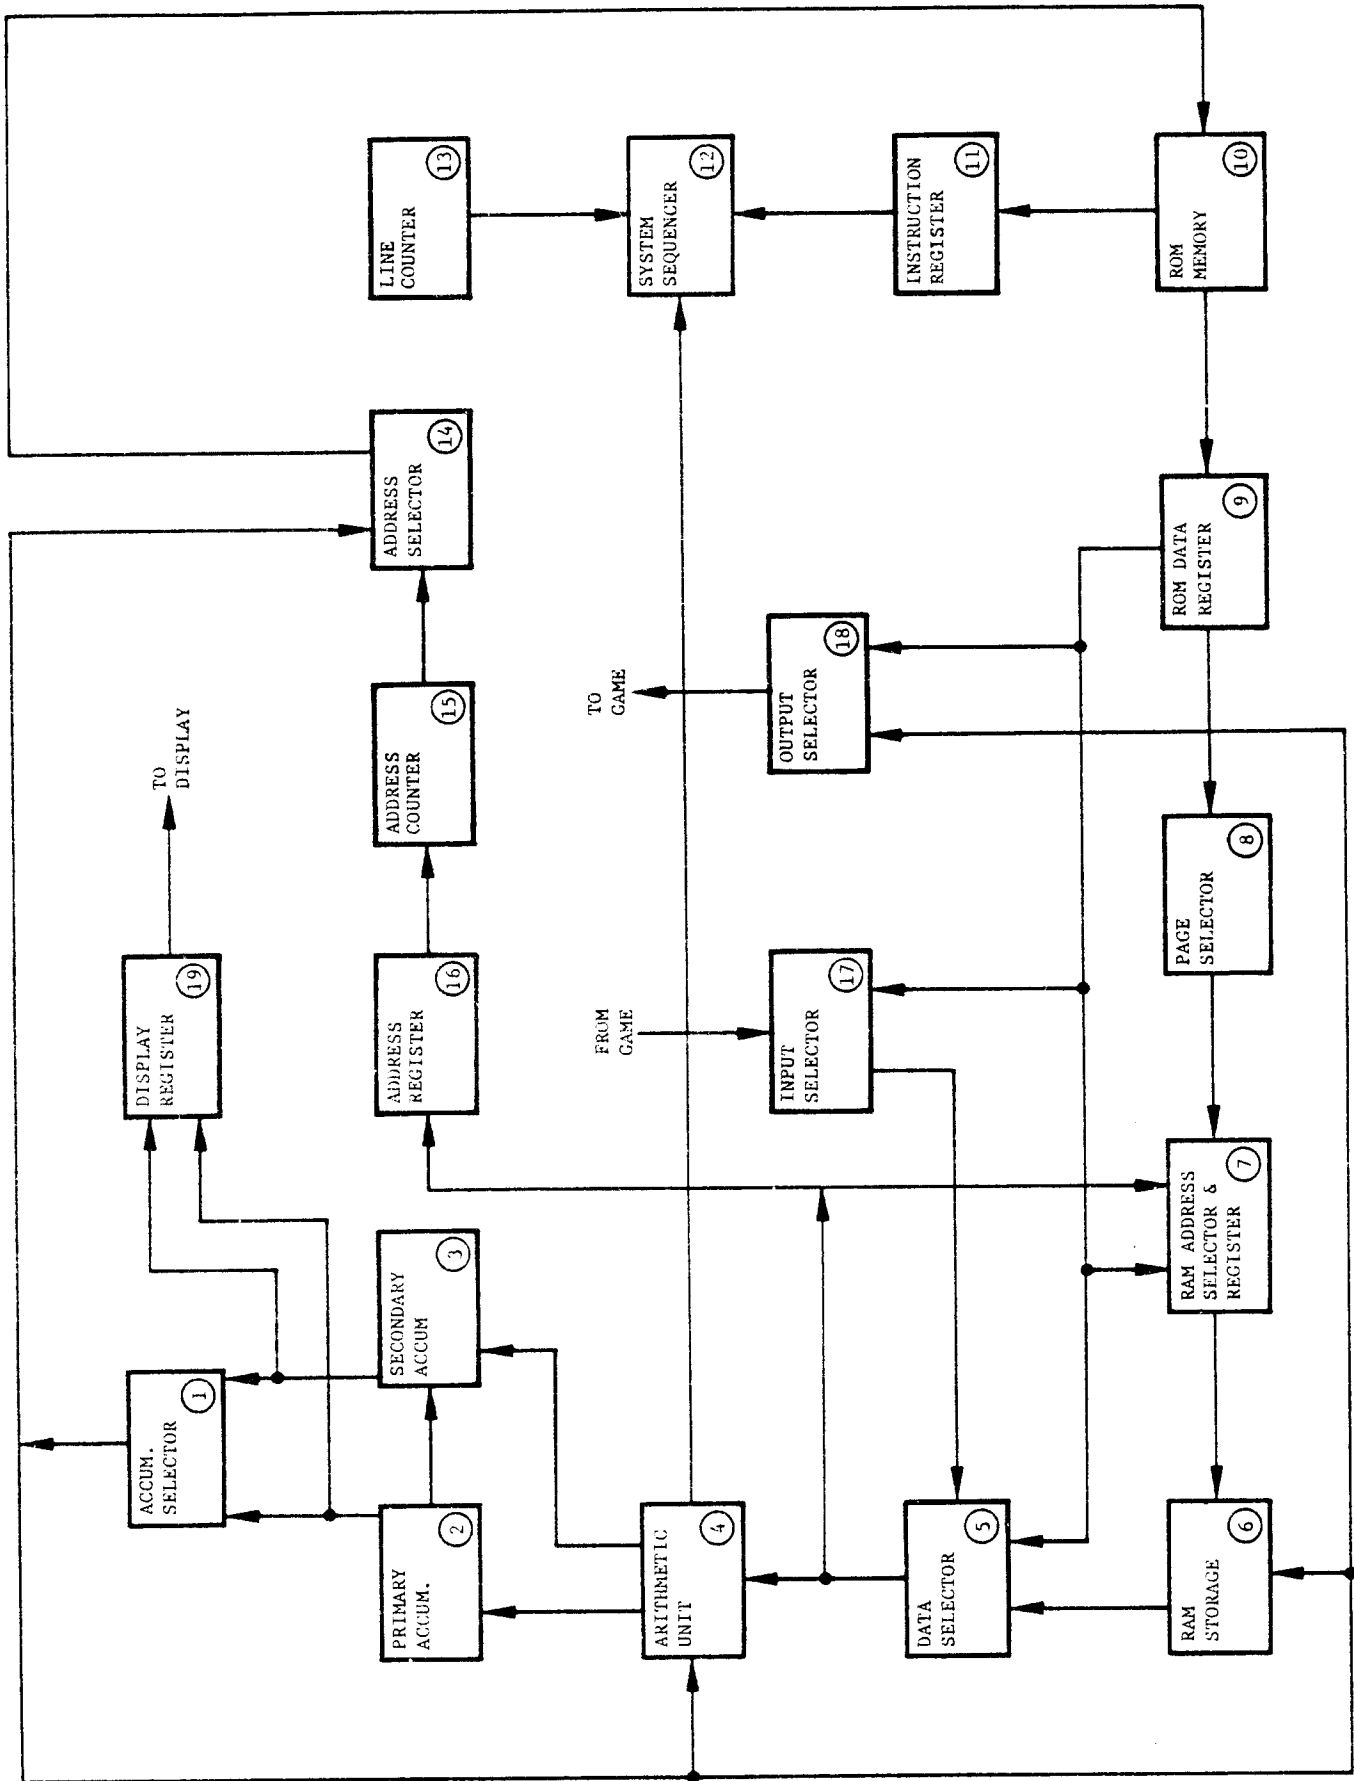 ACCUM.
SELECTOR
1
PRIMARY
ACCUM.
2
SECONDARY
ACCUM
3
ARITHMETIC
UNIT
4
DATA
SELECTOR
5
RAM
STORAGE
6
RAM ADDRESS
SELECTOR &
REGISTER
7
PAGE
SELECTOR
8
ROM DATA
REGISTER
9
ROM
MEMORY
10
INSTRUCTION
REGISTER
11
SYSTEM
SEQUENCER
12
LINE
COUNTER
13
ADDRESS
SELECTOR
14
ADDRESS
COUNTER
15
ADDRESS
REGISTER
16
FROM
GAME
INPUT
SELECTOR
17
TO
GAME
OUTPUT
SELECTOR
18
DISPLAY
REGISTER
19
TO
DISPLAY